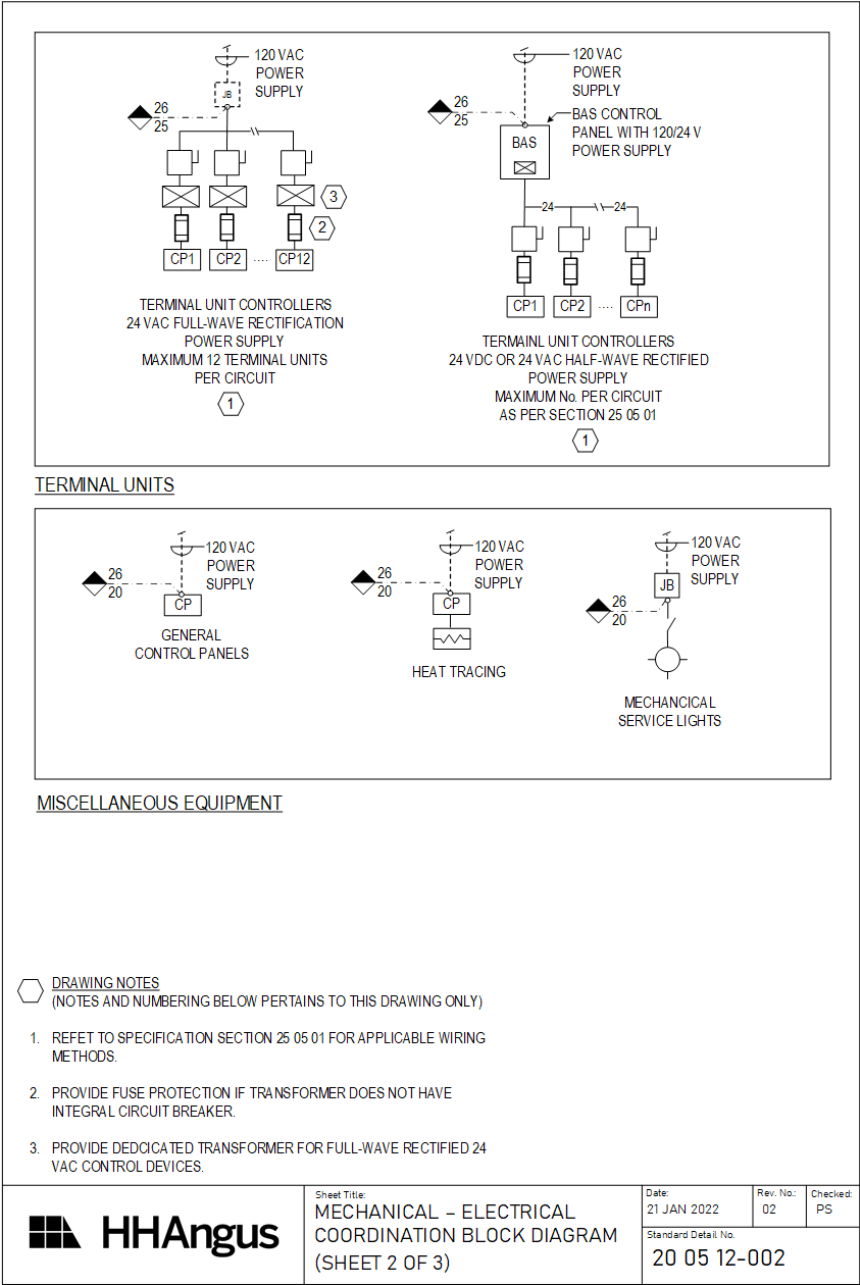 120 VAC
POWER
SUPPLY
JB
26
25
3
2
CP1 CP2 .... CP12
TERMINAL UNIT CONTROLLERS
24 VAC FULL-WAVE RECTIFICATION
POWER SUPPLY
MAXIMUM 12 TERMINAL UNITS
PER CIRCUIT
1
120 VAC
POWER
SUPPLY
26
25
BAS CONTROL
PANEL WITH 120/24 V
POWER SUPPLY
BAS
24 24
CP1 CP2 .... CPn
TERMAINL UNIT CONTROLLERS
24 VDC OR 24 VAC HALF-WAVE RECTIFIED
POWER SUPPLY
MAXIMUM No. PER CIRCUIT
AS PER SECTION 25 05 01
1
TERMINAL UNITS
120 VAC
POWER
SUPPLY
26
20
CP
GENERAL
CONTROL PANELS
120 VAC
POWER
SUPPLY
26
20
CP
HEAT TRACING
120 VAC
POWER
SUPPLY
JB
26
20
MECHANCICAL
SERVICE LIGHTS
MISCELLANEOUS EQUIPMENT
DRAWING NOTES
(NOTES AND NUMBERING BELOW PERTAINS TO THIS DRAWING ONLY)
1. REFET TO SPECIFICATION SECTION 25 05 01 FOR APPLICABLE WIRING
METHODS.
2. PROVIDE FUSE PROTECTION IF TRANSFORMER DOES NOT HAVE
INTEGRAL CIRCUIT BREAKER.
3. PROVIDE DEDCICATED TRANSFORMER FOR FULL-WAVE RECTIFIED 24
VAC CONTROL DEVICES.
HHAngus
Sheet Title:
MECHANICAL – ELECTRICAL
COORDINATION BLOCK DIAGRAM
(SHEET 2 OF 3)
Date:
21 JAN 2022
Rev. No.:
02
Checked:
PS
Standard Detail No.
20 05 12-002